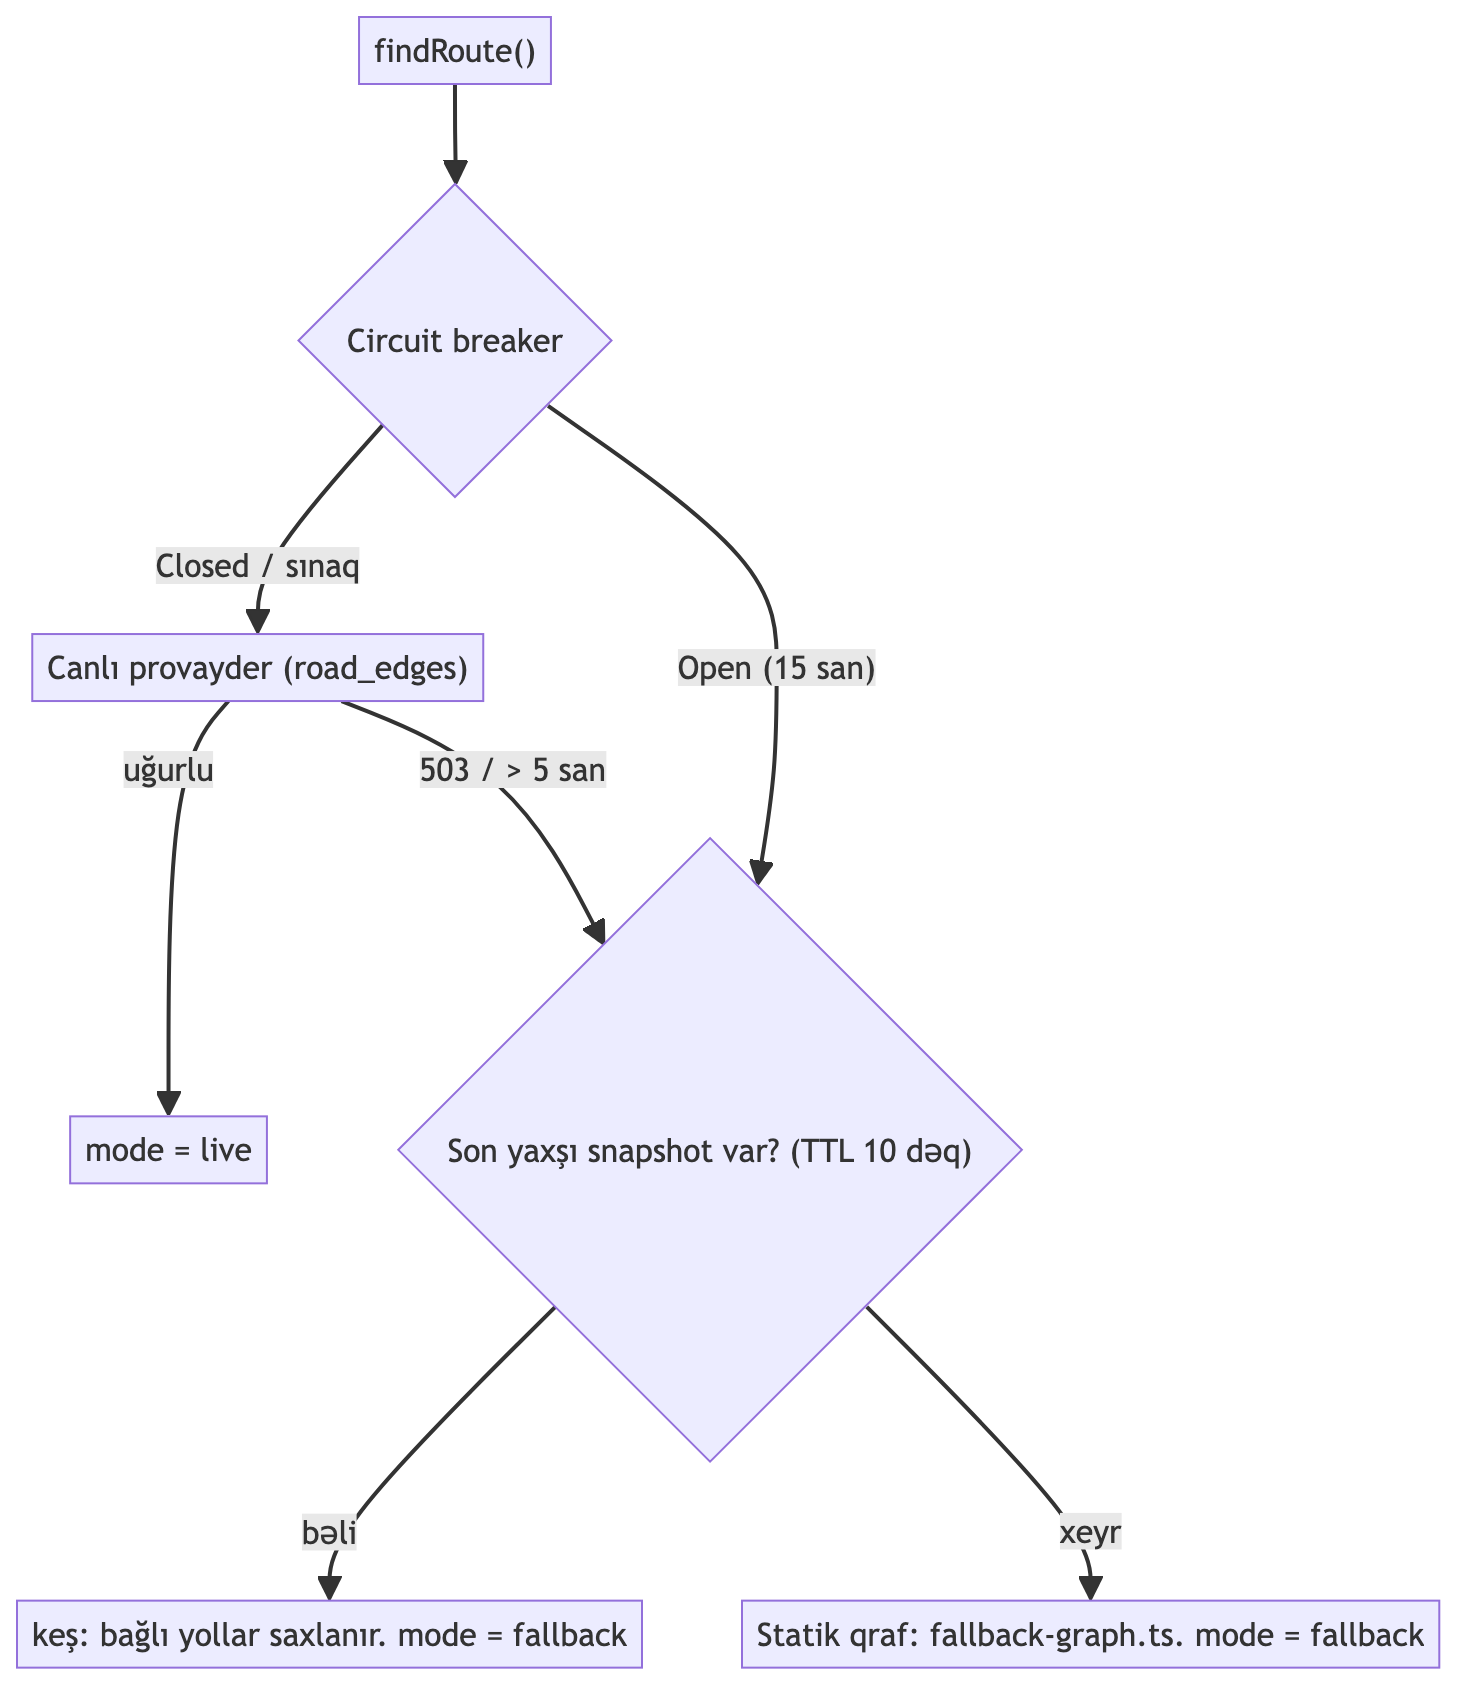 findRoute()
Circuit breaker
Closed / sınaq
Open (15 san)
Canlı provayder (road_edges)
uğurlu
503 / > 5 san
mode = live
Son yaxşı snapshot var? (TTL 10 dəq)
bəli
xeyr
keş: bağlı yollar saxlanır. mode = fallback
Statik qraf: fallback-graph.ts. mode = fallback